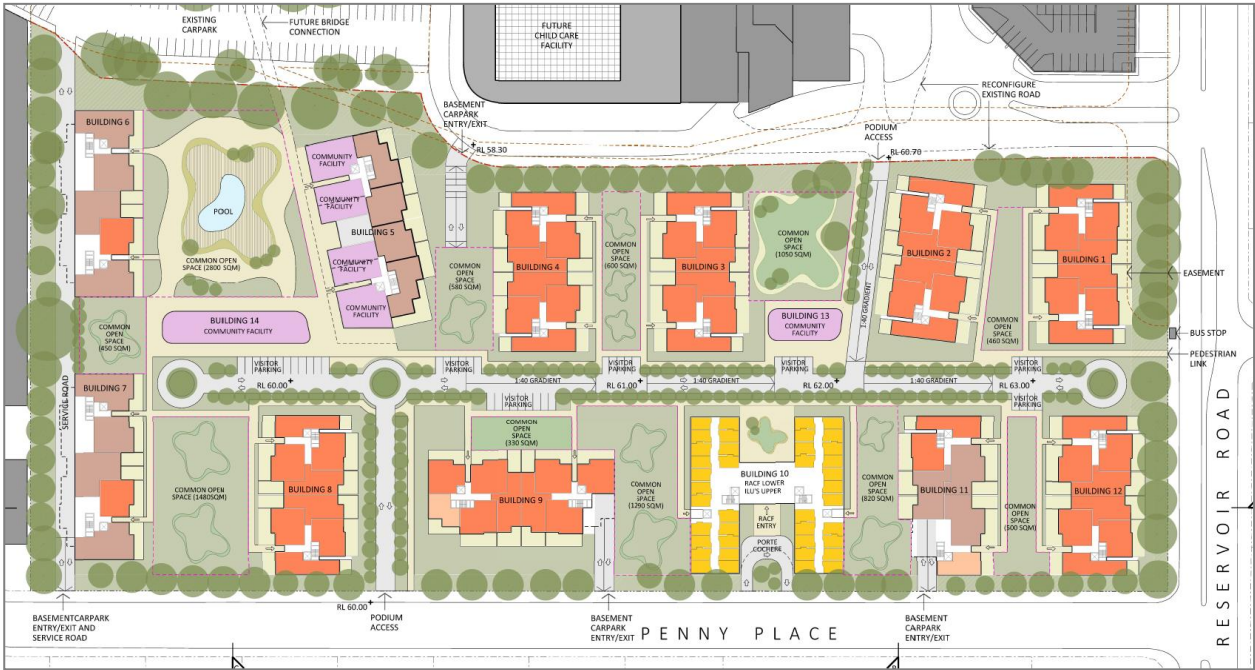 EXISTING
CARPARK
FUTURE BRIDGE
CONNECTION
FUTURE
CHILD CARE
FACILITY
RECONFIGURE
EXISTING ROAD
BASEMENT
CARPARK
ENTRY/EXIT
RL 58.30
PODIUM
ACCESS
RL 60.70
BUILDING 6
COMMUNITY
FACILITY
COMMUNITY
FACILITY
BUILDING 5
COMMUNITY
FACILITY
COMMUNITY
FACILITY
POOL
COMMON OPEN
SPACE (2800 SQM)
COMMON
OPEN
SPACE
(580 SQM)
BUILDING 4
COMMON
OPEN
SPACE
(600 SQM)
BUILDING 3
COMMON
OPEN
SPACE
(1050 SQM)
BUILDING 2
BUILDING 1
EASEMENT
1:40 GRADIENT
COMMON
OPEN
SPACE
(450 SQM)
BUILDING 14
COMMUNITY FACILITY
BUILDING 13
COMMUNITY
FACILITY
COMMON
OPEN
SPACE
(460 SQM)
BUS STOP
PEDESTRIAN
LINK
VISITOR
PARKING
VISITOR
PARKING
VISITOR
PARKING
VISITOR
PARKING
VISITOR
PARKING
RL 60.00
1:40 GRADIENT
RL 61.00
1:40 GRADIENT
RL 62.00
1:40 GRADIENT
RL 63.00
VISITOR
PARKING
VISITOR
PARKING
BUILDING 7
SERVICE ROAD
COMMON OPEN
SPACE (1480SQM)
BUILDING 8
COMMON
OPEN
SPACE
(330 SQM)
BUILDING 9
COMMON
OPEN
SPACE
(1290 SQM)
BUILDING 10
RACF LOWER
ILU'S UPPER
RACF
ENTRY
PORTE
COCHERE
COMMON
OPEN
SPACE
(820 SQM)
BUILDING 11
COMMON
OPEN
SPACE
(500 SQM)
BUILDING 12
RESERVOIR ROAD
RL 60.00
BASEMENTCARPARK
ENTRY/EXIT AND
SERVICE ROAD
PODIUM
ACCESS
BASEMENT
CARPARK
ENTRY/EXIT
PENNY PLACE
BASEMENT
CARPARK
ENTRY/EXIT